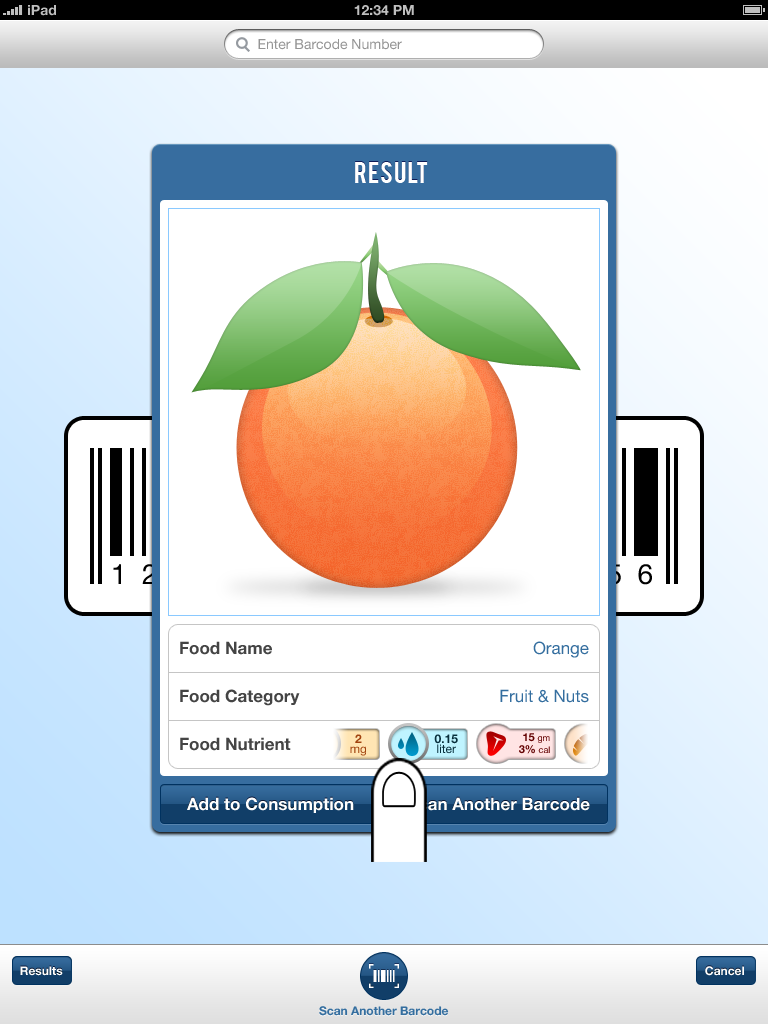 iPad 12:34 PM
Enter Barcode Number
RESULT
1 2 5 6
Food Name Orange
Food Category Fruit & Nuts
Food Nutrient 2 mg 0.15 liter 15 gm 3% cal
Add to Consumption an Another Barcode
Results Cancel
Scan Another Barcode